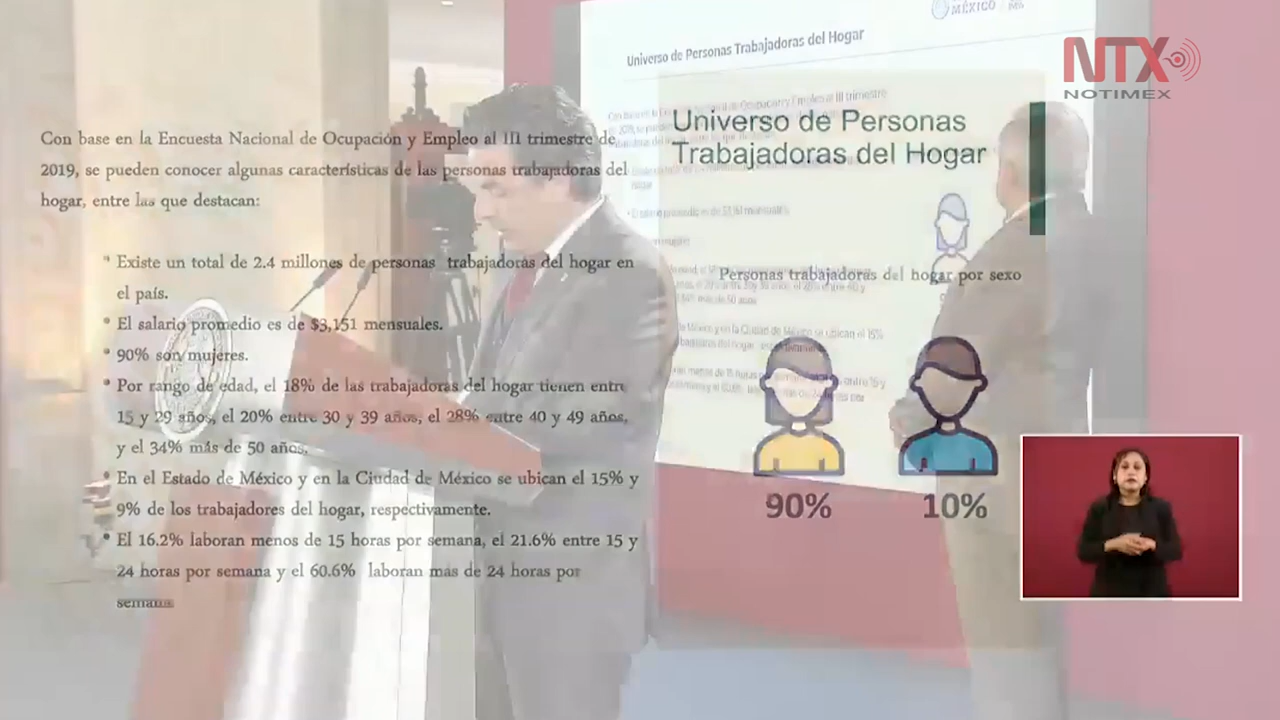 Universo de Personas Trabajadoras del Hogar
MÉXICO
NTX
NOTIMEX
Con base en la Encuesta Nacional de Ocupación y Empleo al III trimestre de
2019, se pueden conocer algunas características de las personas trabajadoras del
hogar, entre las que destacan:
Existe un total de 2.4 millones de personas trabajadoras del hogar en
el país.
El salario promedio es de $3,151 mensuales.
90% son mujeres.
Por rango de edad, el 18% de las trabajadoras del hogar tienen entre
15 y 29 años, el 20% entre 30 y 39 años, el 28% entre 40 y 49 años,
y el 34% más de 50 años.
En el Estado de México y en la Ciudad de México se ubican el 15% y
9% de los trabajadores del hogar, respectivamente.
El 16.2% laboran menos de 15 horas por semana, el 21.6% entre 15 y
24 horas por semana y el 60.6% laboran más de 24 horas por
semana
Universo de Personas
Trabajadoras del Hogar
Personas trabajadoras del hogar por sexo
90% 10%